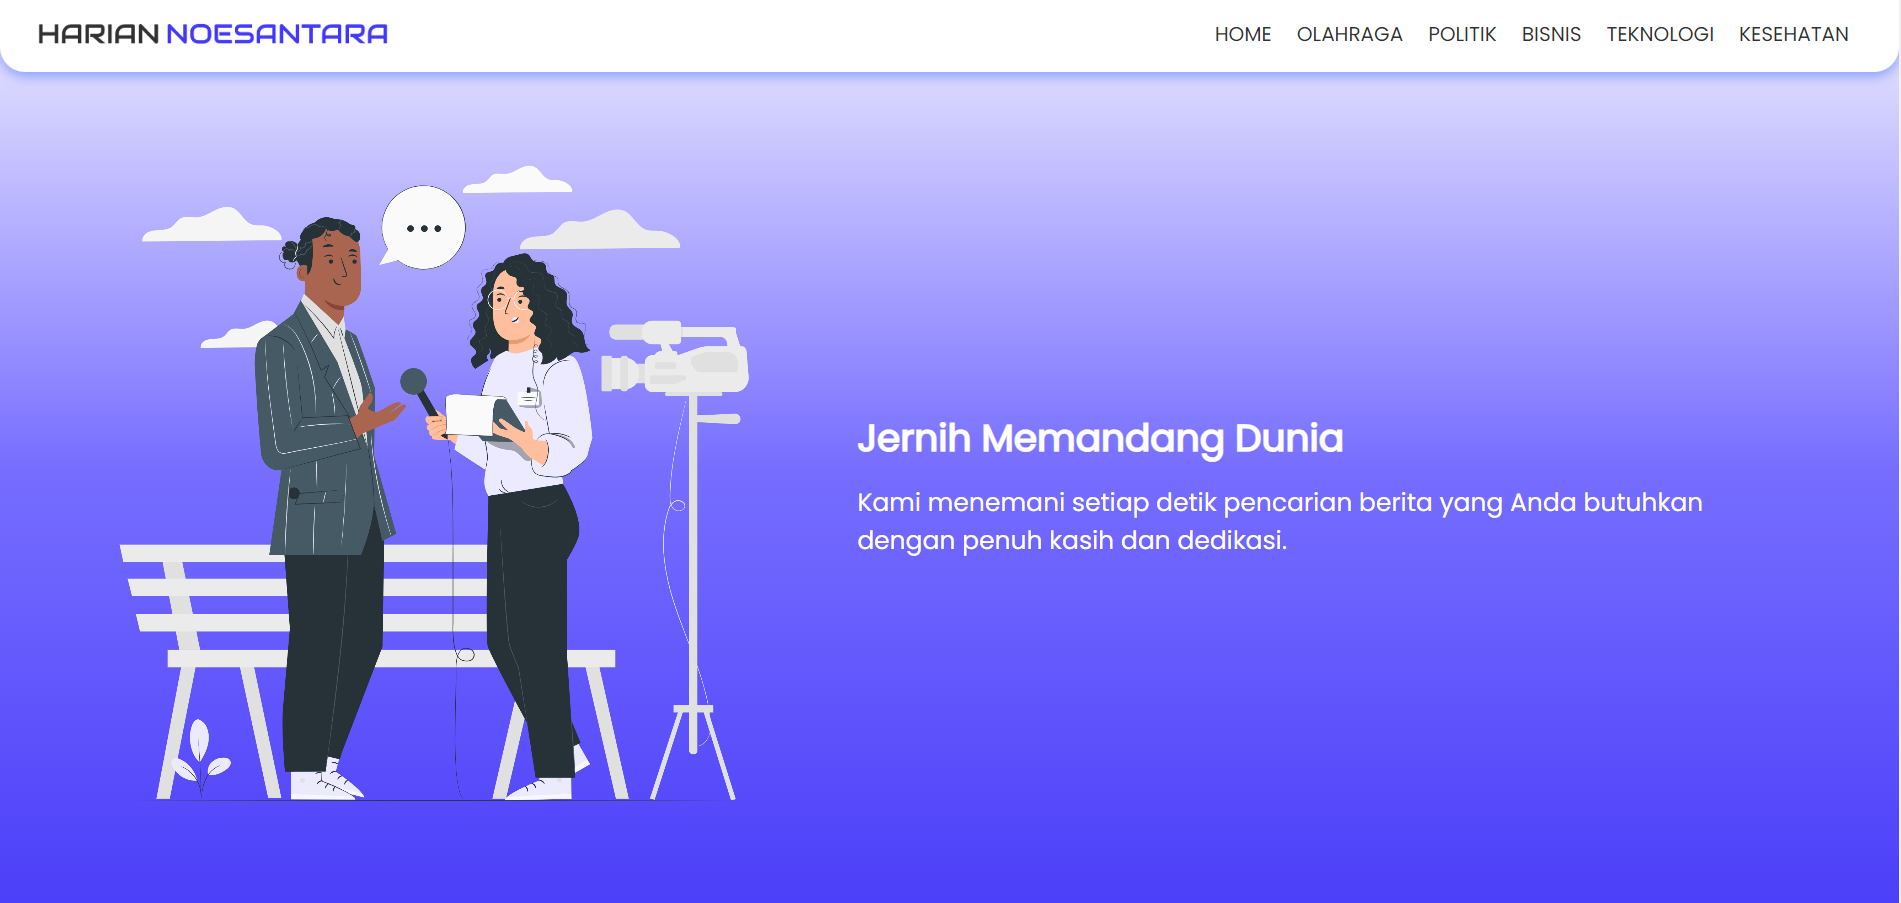 HARIAN NOESANTARA
HOME OLAHRAGA POLITIK BISNIS TEKNOLOGI KESEHATAN
Jernih Memandang Dunia
Kami menemani setiap detik pencarian berita yang Anda butuhkan
dengan penuh kasih dan dedikasi.